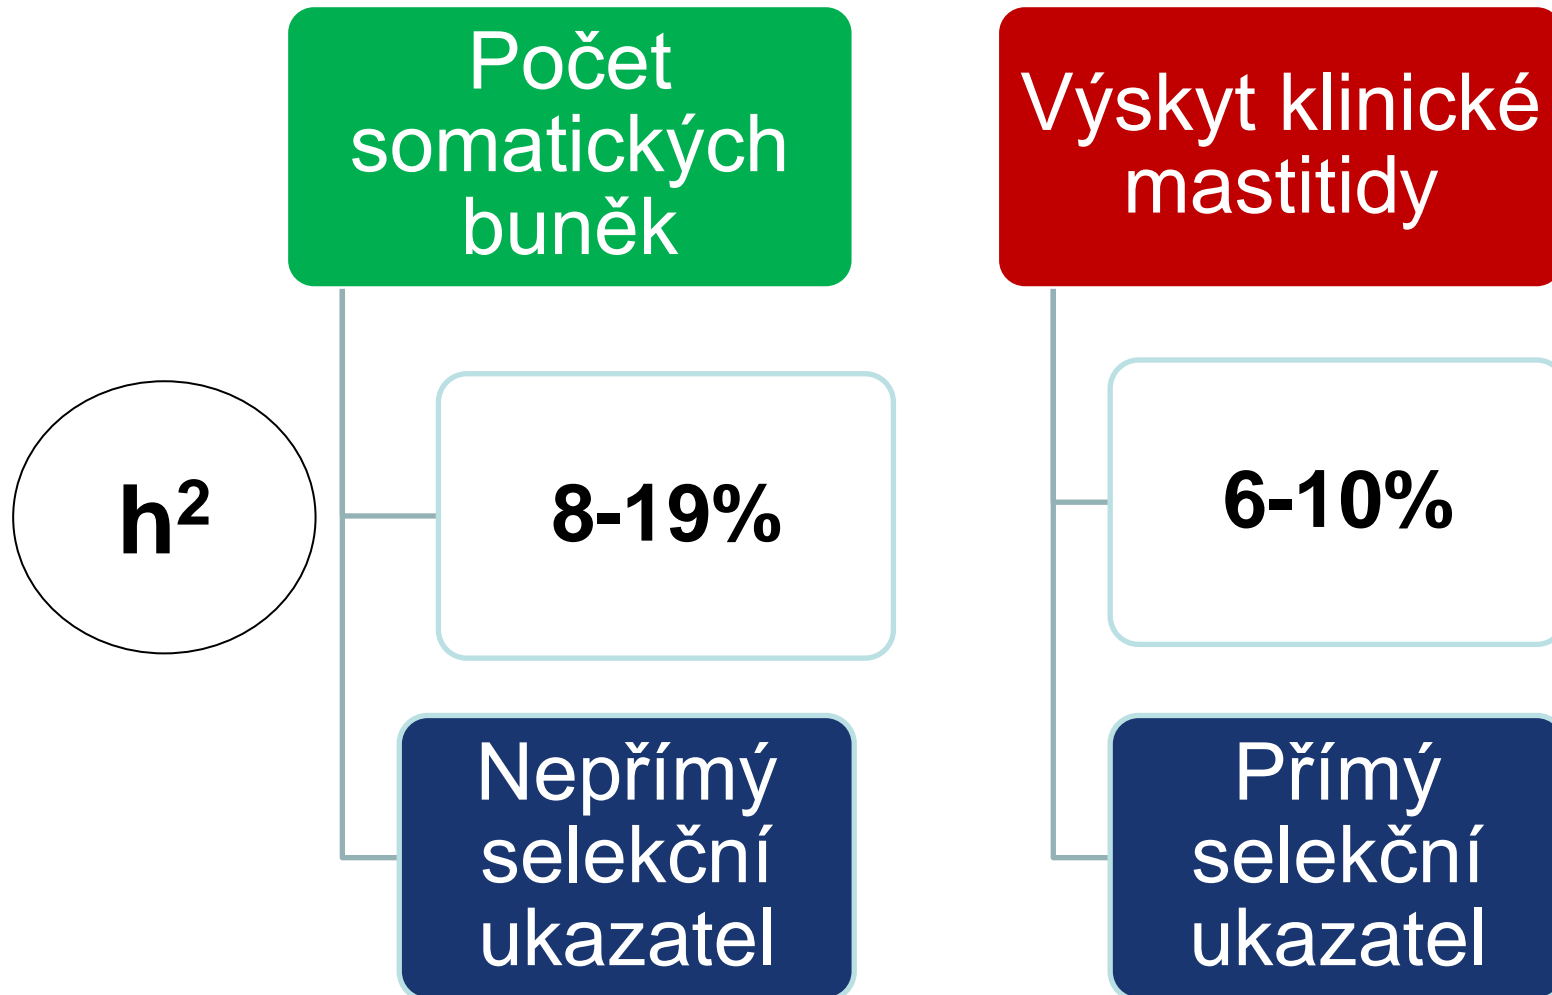 Počet
somatických
buněk
Výskyt klinické
mastitidy
h²
8-19%
6-10%
Nepřímý
selekční
ukazatel
Přímý
selekční
ukazatel